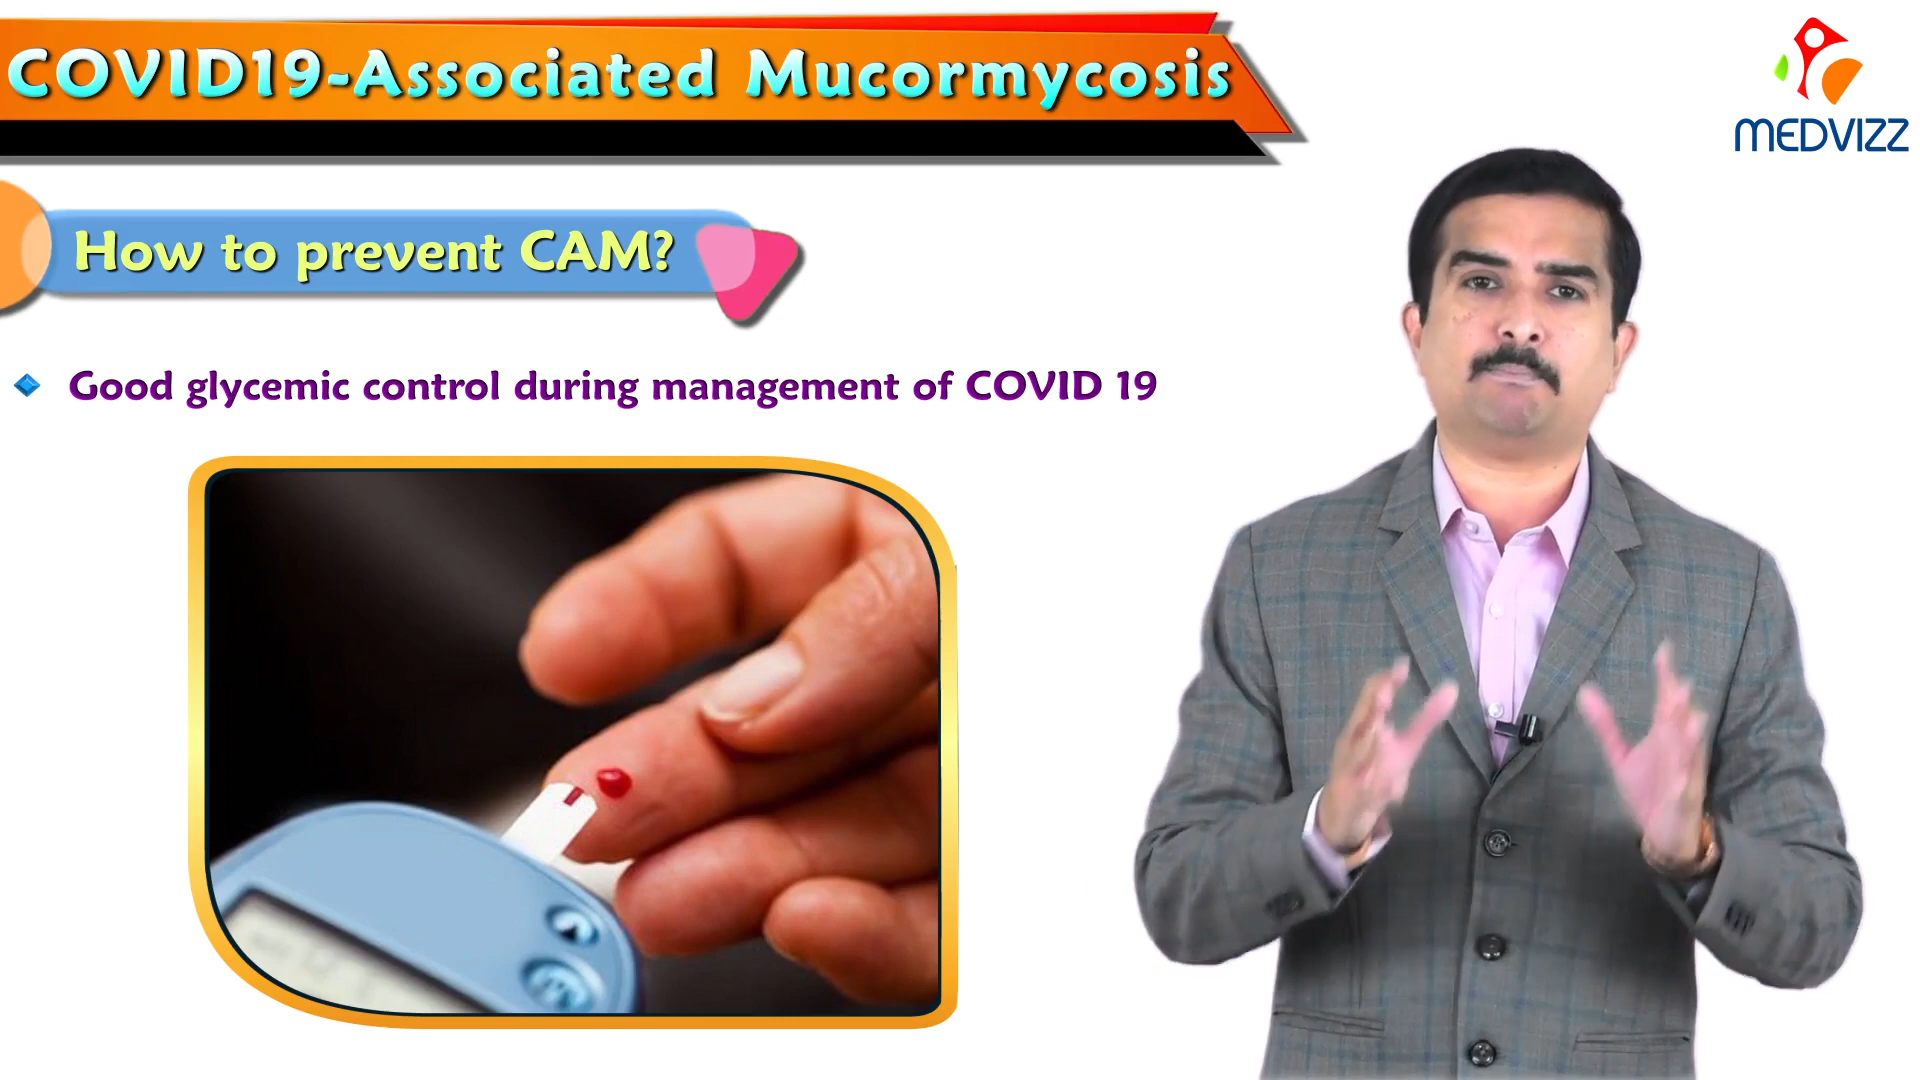 COVID19-Associated Mucormycosis
MEDVIZZ
How to prevent CAM?
Good glycemic control during management of COVID 19